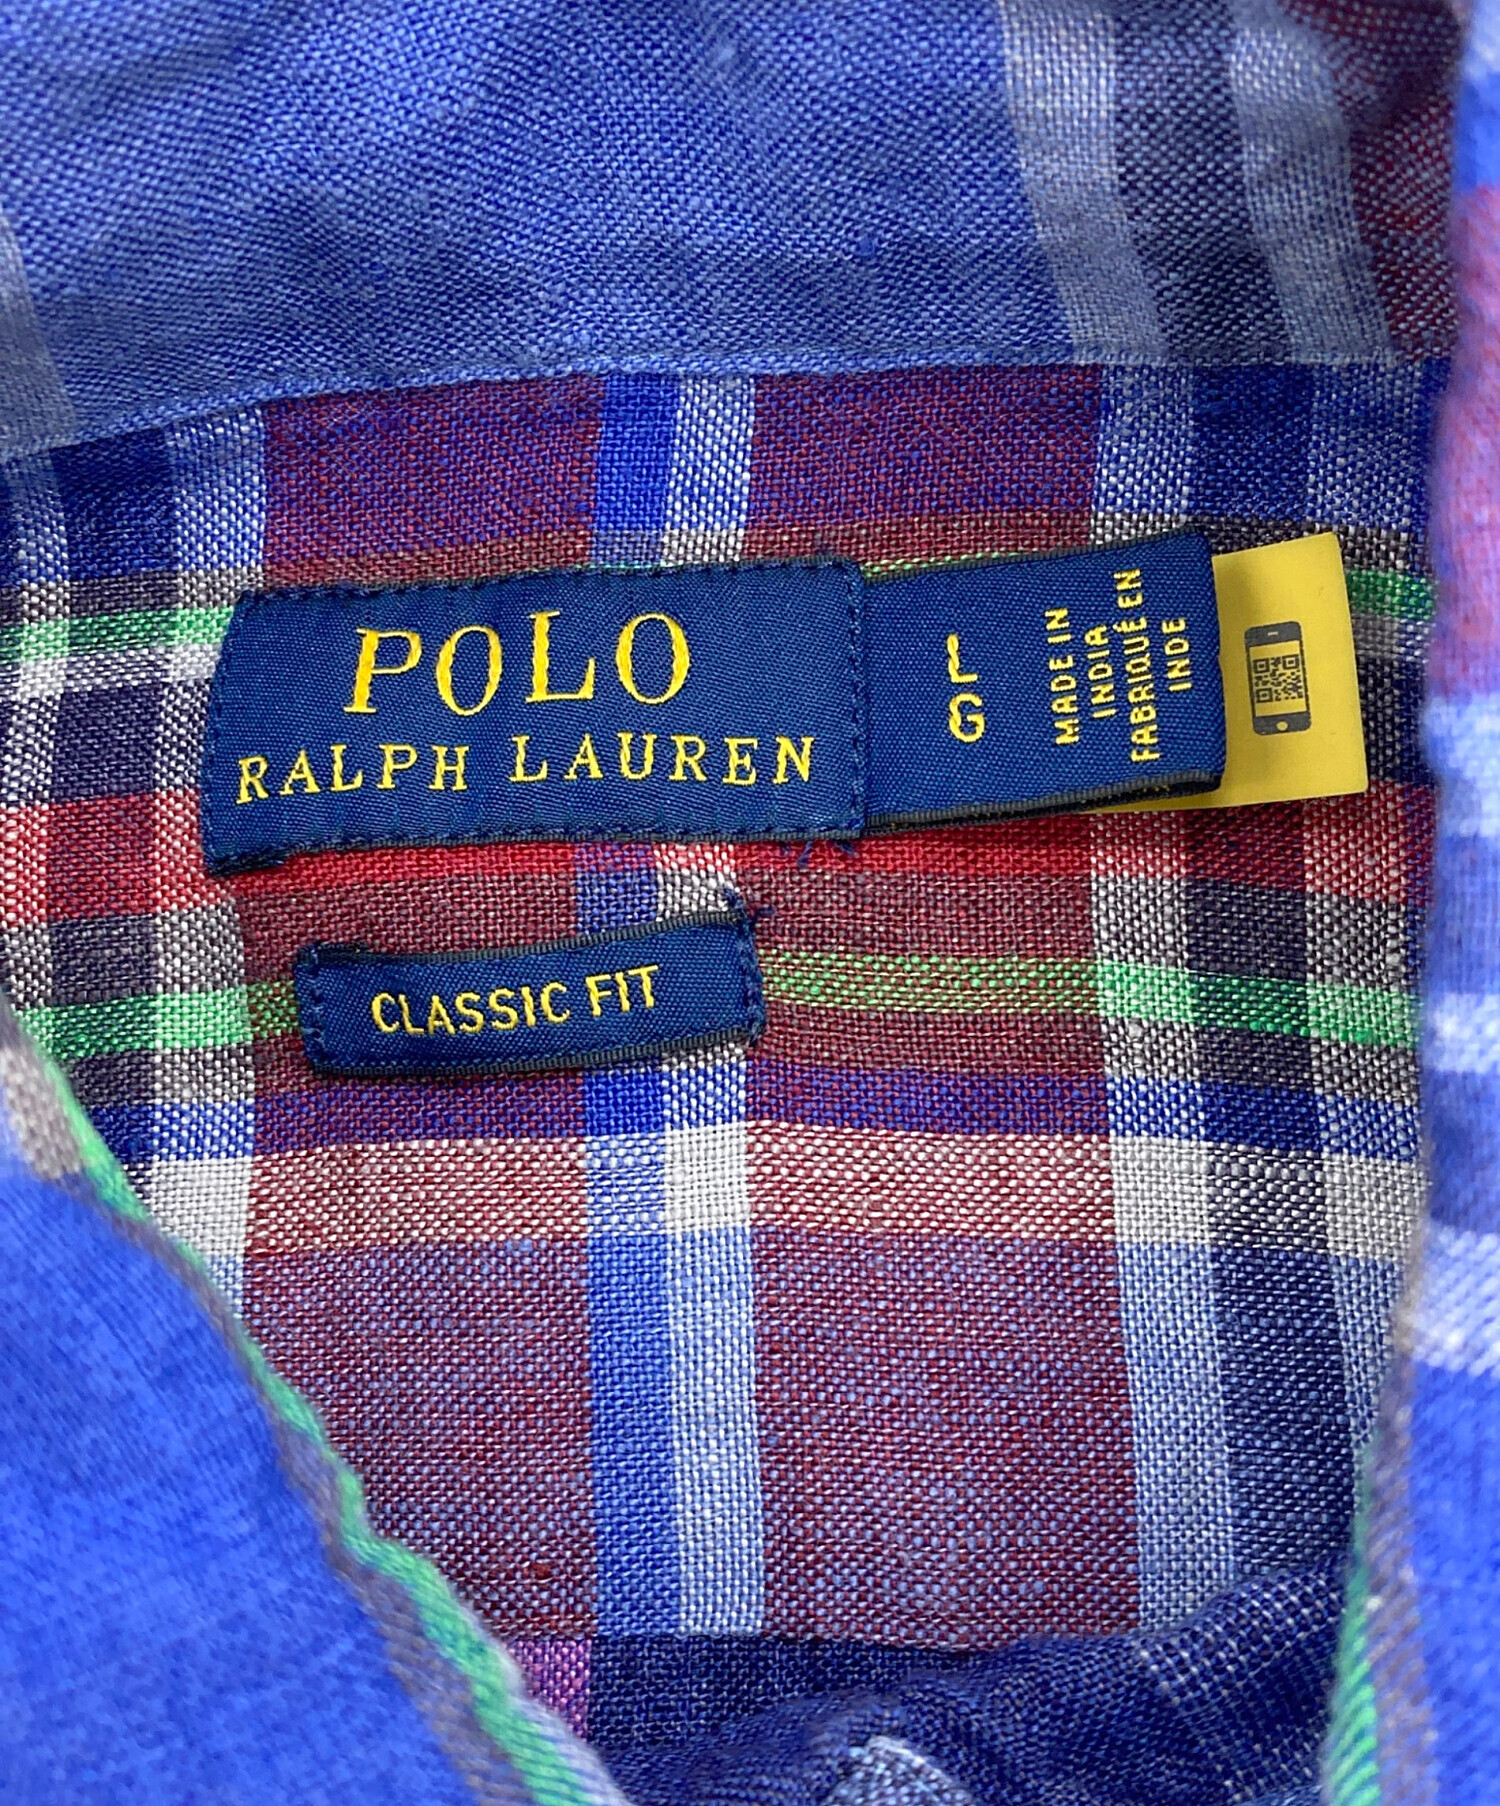 POLO
RALPH LAUREN
L
G
MADE IN
INDIA
FABRIQUÉ EN
INDE
CLASSIC FIT